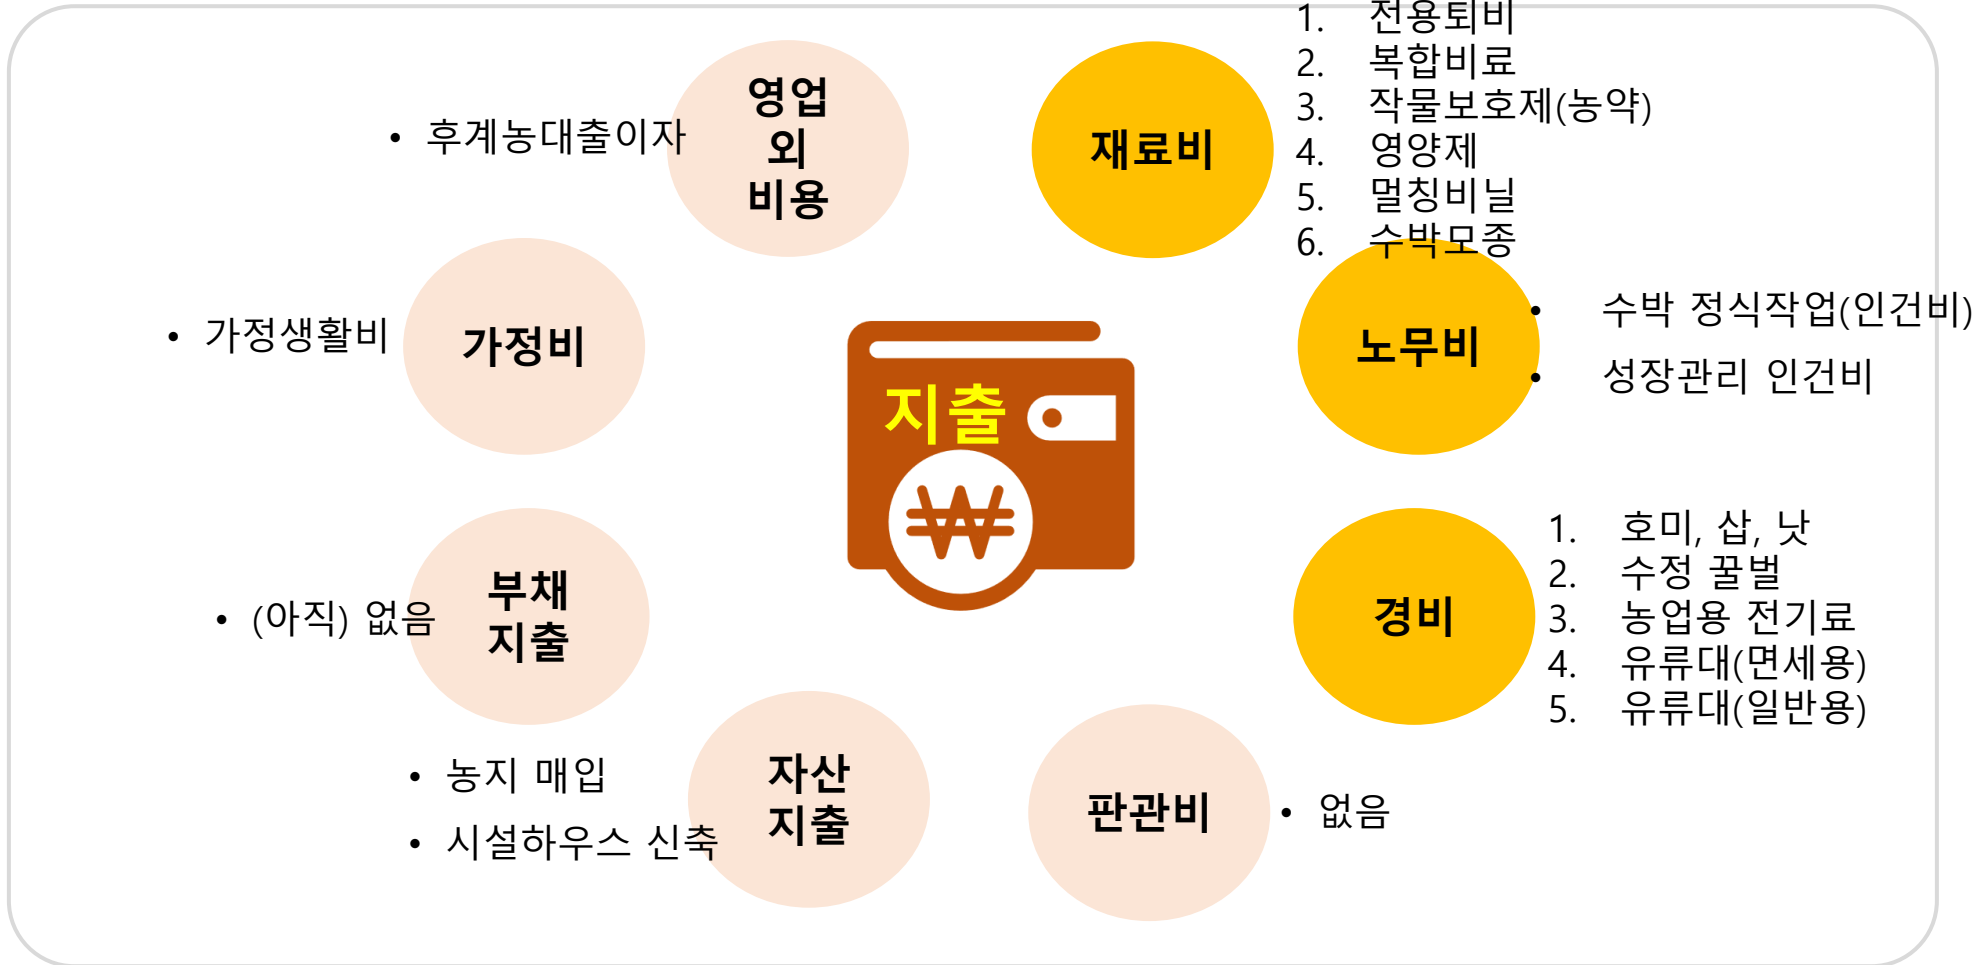 영업
외
비용
• 후계농대출이자
재료비
1. 전용퇴비
2. 복합비료
3. 작물보호제(농약)
4. 영양제
5. 멀칭비닐
6. 수박모종
가정비
• 가정생활비
지출
노무비
• 수박 정식작업(인건비)
• 성장관리 인건비
부채
지출
• (아직) 없음
경비
1. 호미, 삽, 낫
2. 수정 꿀벌
3. 농업용 전기료
4. 유류대(면세용)
5. 유류대(일반용)
자산
지출
• 농지 매입
• 시설하우스 신축
판관비
• 없음